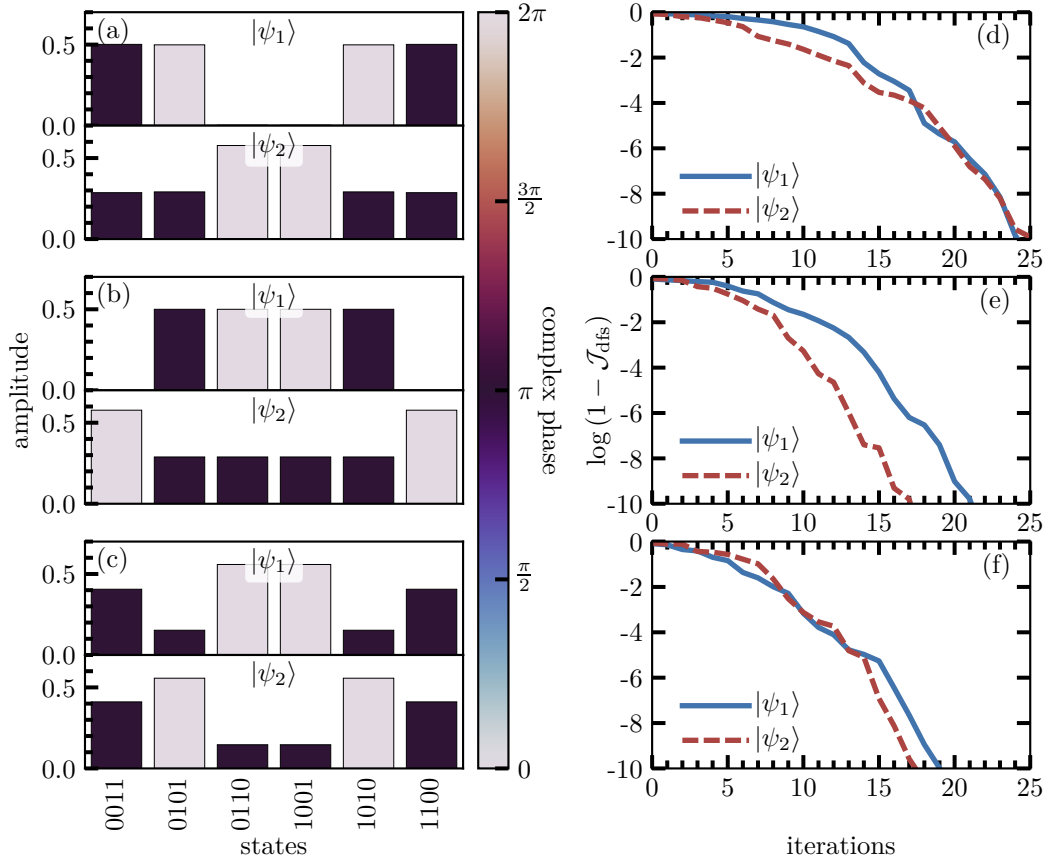 (a)
|ψ₁⟩
0.5
0.0
|ψ₂⟩
0.5
0.0
(b)
|ψ₁⟩
0.5
0.0
|ψ₂⟩
0.5
0.0
(c)
|ψ₁⟩
0.5
0.0
|ψ₂⟩
0.5
0.0
amplitude
0011
0101
0110
1001
1010
1100
states
2π
3π/2
π
π/2
0
complex phase
(d)
0
-2
-4
-6
-8
-10
|ψ₁⟩
|ψ₂⟩
0 5 10 15 20 25
(e)
0
-2
-4
-6
-8
-10
|ψ₁⟩
|ψ₂⟩
0 5 10 15 20 25
log (1 − 𝒥dfs)
(f)
0
-2
-4
-6
-8
-10
|ψ₁⟩
|ψ₂⟩
0 5 10 15 20 25
iterations